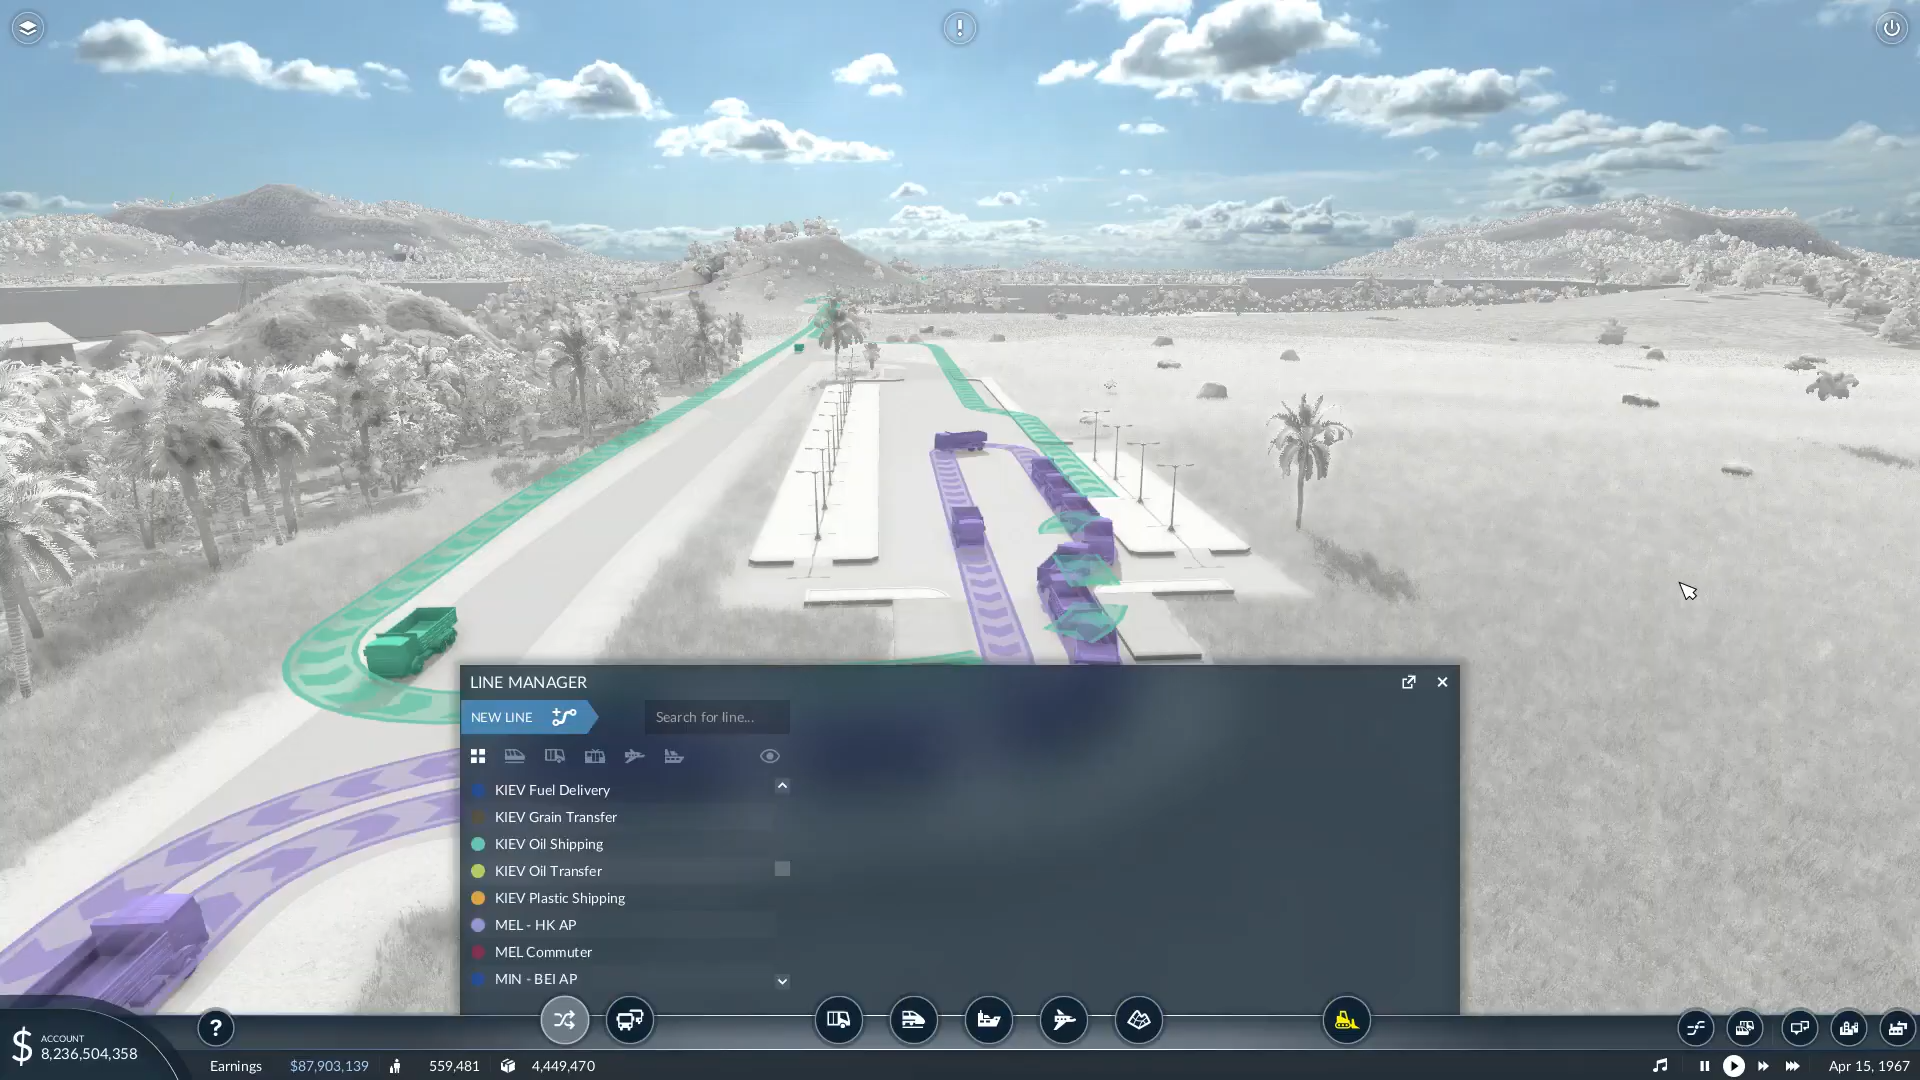 LINE MANAGER
NEW LINE
Search for line...
KIEV Fuel Delivery
KIEV Grain Transfer
KIEV Oil Shipping
KIEV Oil Transfer
KIEV Plastic Shipping
MEL - HK AP
MEL Commuter
MIN - BEI AP
?
$ ACCOUNT
8,236,504,358
Earnings $87,903,139 559,481 4,449,470 Apr 15, 1967